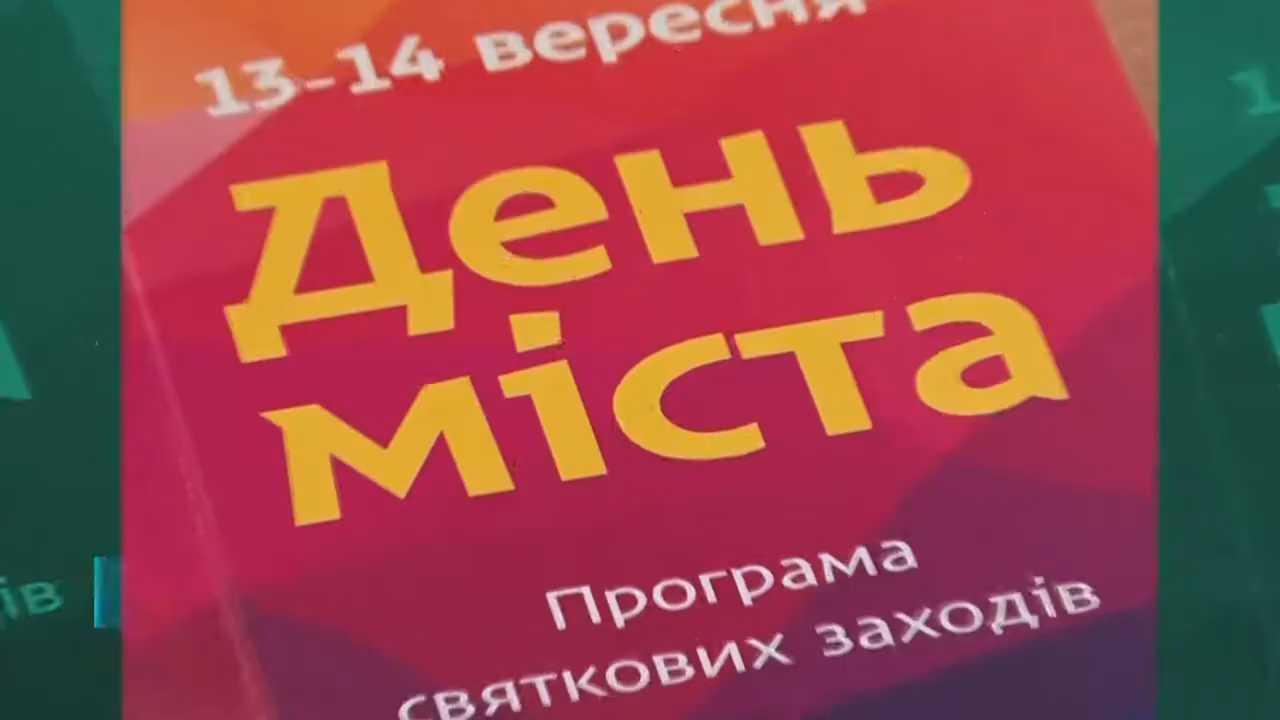 13-14 вересня
День
міста
Програма
святкових заходів